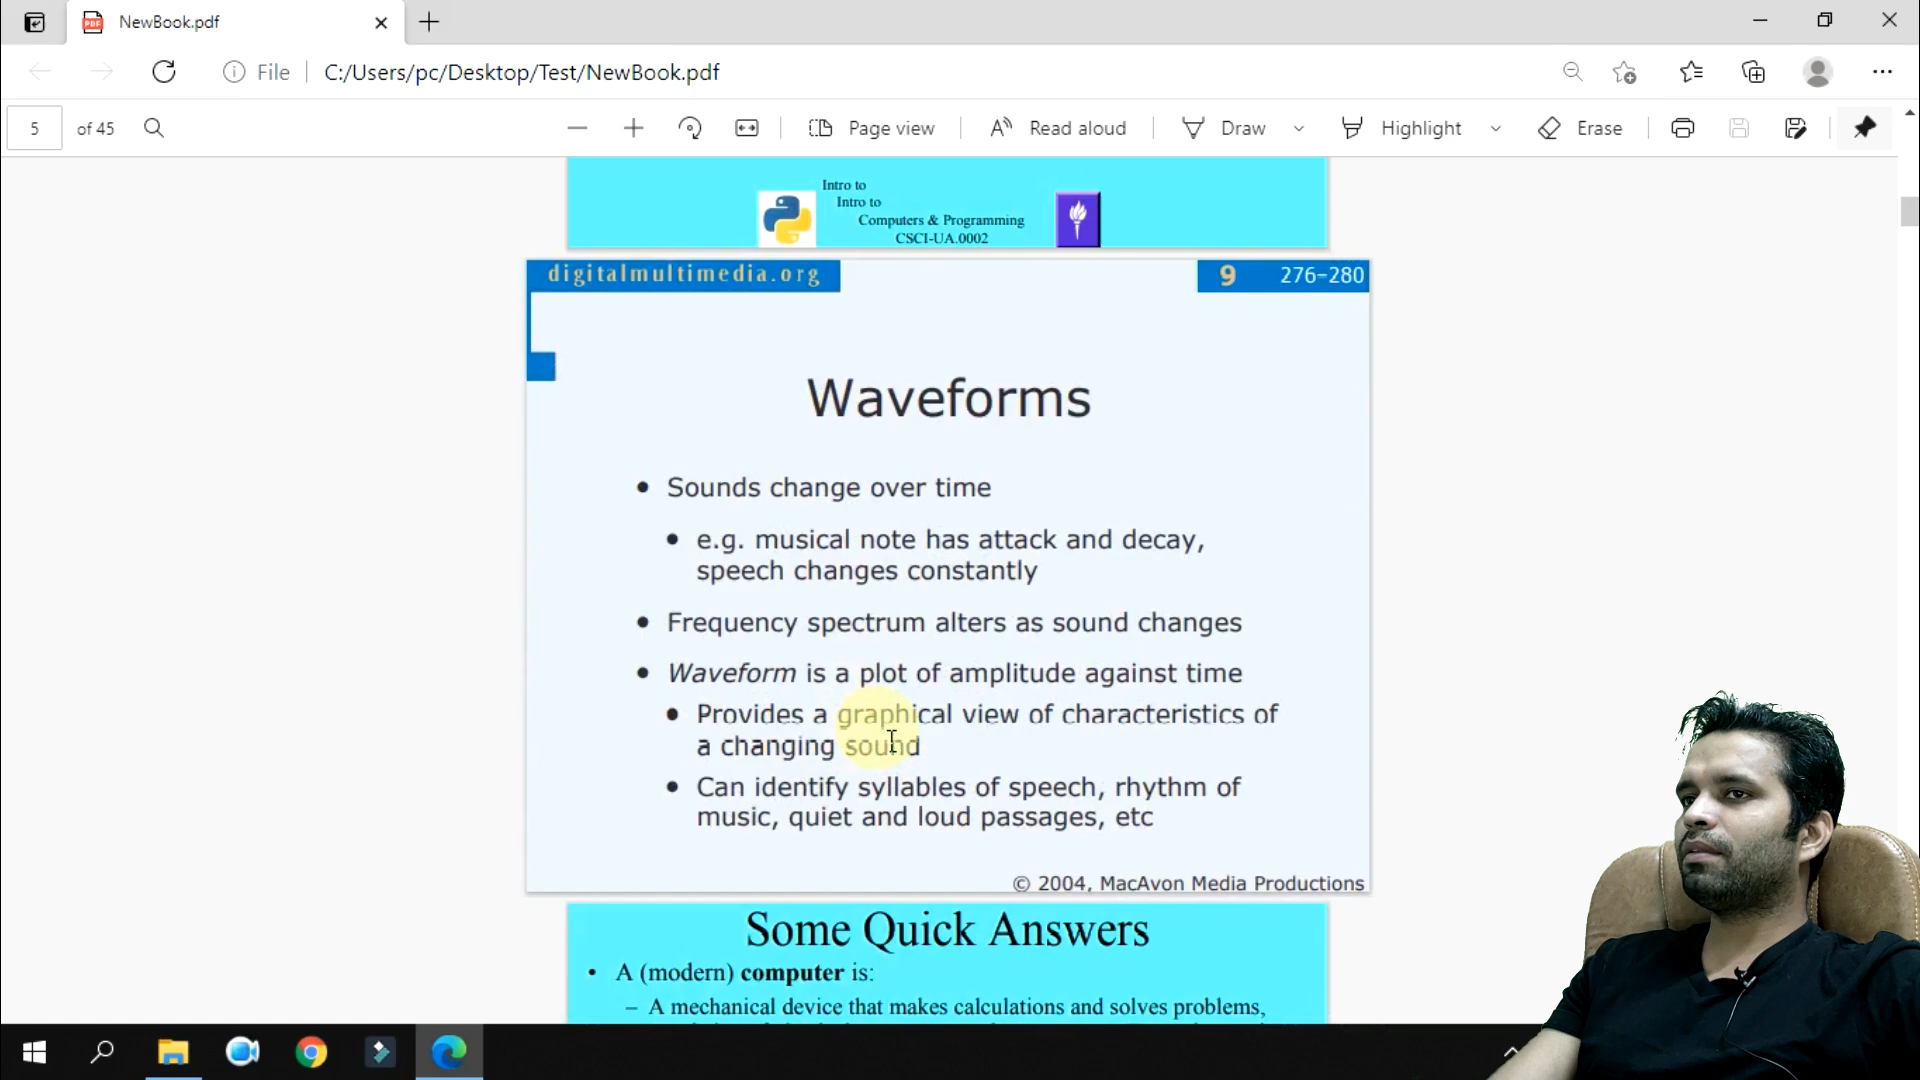 NewBook.pdf
File
C:/Users/pc/Desktop/Test/NewBook.pdf
5 of 45
Page view
Read aloud
Draw
Highlight
Erase
Intro to
Intro to
Computers & Programming
CSCI-UA.0002
digitalmultimedia.org
9 276–280
Waveforms
• Sounds change over time
• e.g. musical note has attack and decay,
speech changes constantly
• Frequency spectrum alters as sound changes
• Waveform is a plot of amplitude against time
• Provides a graphical view of characteristics of
a changing sound
• Can identify syllables of speech, rhythm of
music, quiet and loud passages, etc
© 2004, MacAvon Media Productions
Some Quick Answers
• A (modern) computer is:
– A mechanical device that makes calculations and solves problems,